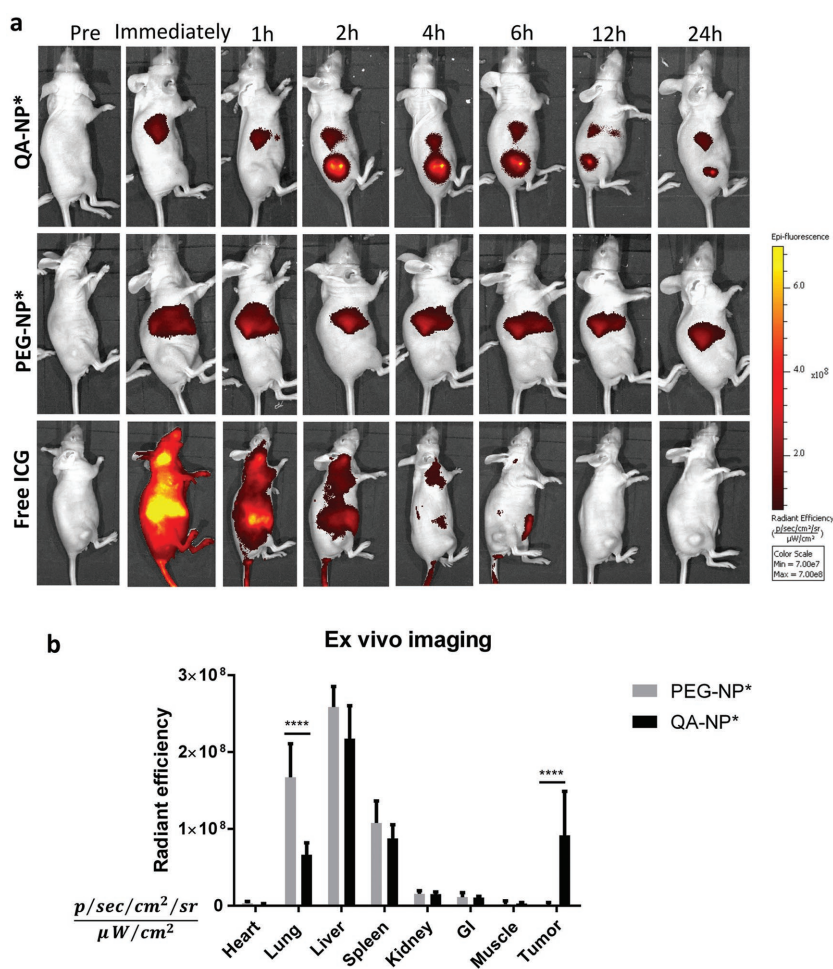 a
Pre Immediately 1h 2h 4h 6h 12h 24h
QA-NP*
PEG-NP*
Free ICG
Epi-fluorescence
6.0
4.0 x10⁸
2.0
Radiant Efficiency
(p/sec/cm²/sr / µW/cm²)
Color Scale
Min = 7.00e7
Max = 7.00e8
b
Ex vivo imaging
Radiant efficiency
3×10⁸
2×10⁸
1×10⁸
0
p/sec/cm²/sr
µW/cm²
****
****
PEG-NP*
QA-NP*
Heart Lung Liver Spleen Kidney GI Muscle Tumor